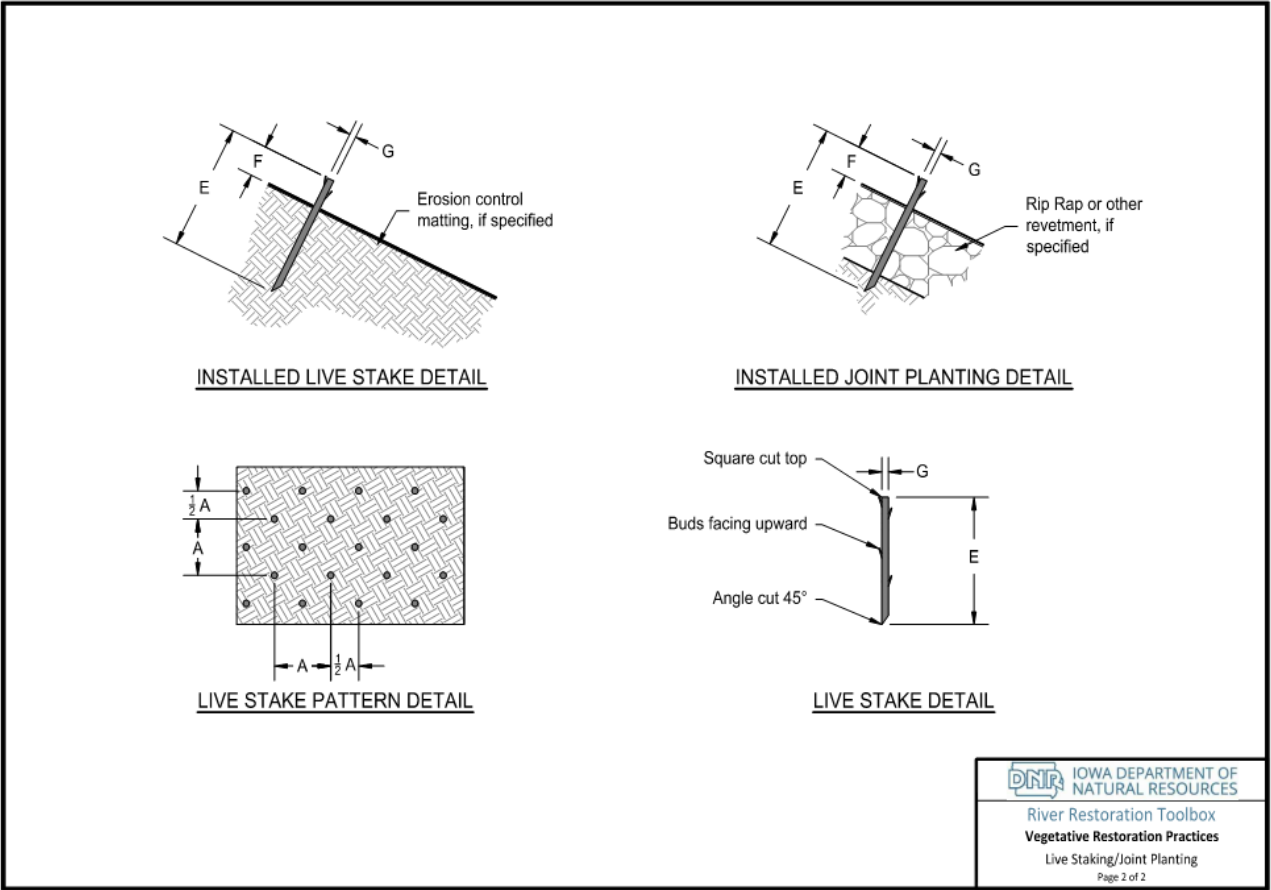 G
F
E
Erosion control
matting, if specified
INSTALLED LIVE STAKE DETAIL
G
F
E
Rip Rap or other
revetment, if
specified
INSTALLED JOINT PLANTING DETAIL
½ A
A
A ½ A
LIVE STAKE PATTERN DETAIL
Square cut top
G
Buds facing upward
E
Angle cut 45°
LIVE STAKE DETAIL
DNR
IOWA DEPARTMENT OF
NATURAL RESOURCES
River Restoration Toolbox
Vegetative Restoration Practices
Live Staking/Joint Planting
Page 2 of 2